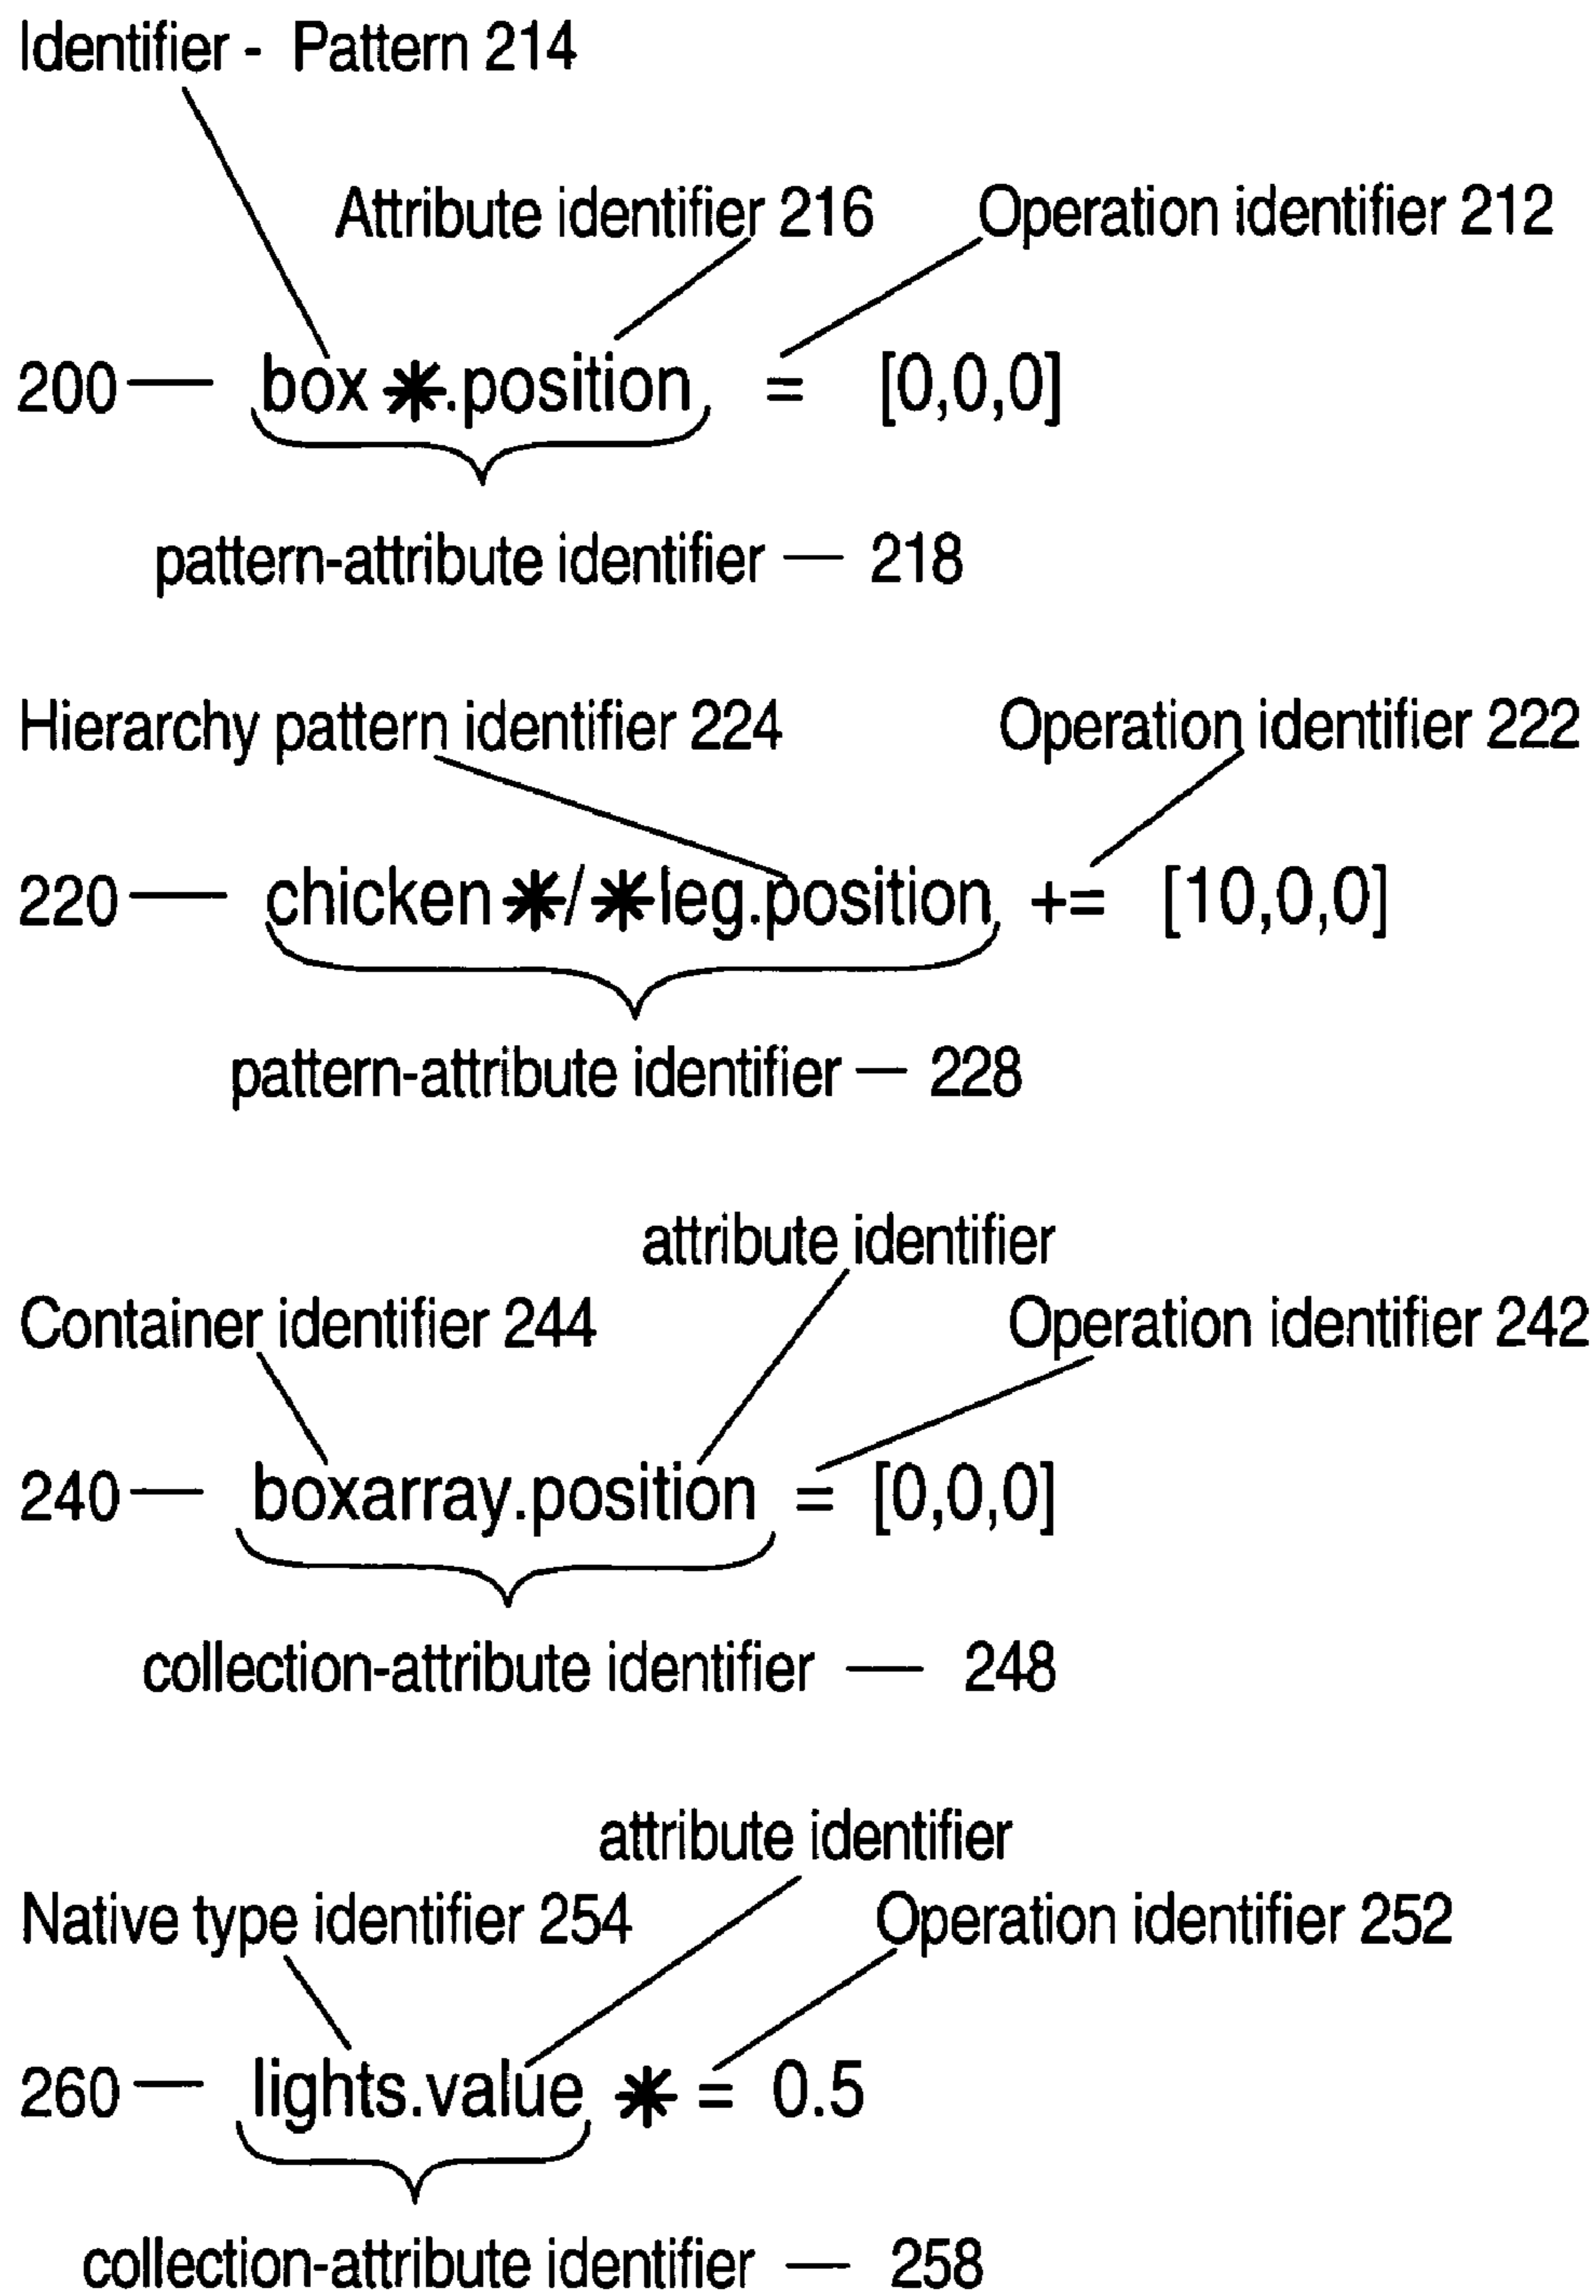 Identifier - Pattern 214
Attribute identifier 216 Operation identifier 212
200 — box *.position = [0,0,0]
pattern-attribute identifier — 218
Hierarchy pattern identifier 224 Operation identifier 222
220 — chicken */*leg.position += [10,0,0]
pattern-attribute identifier — 228
attribute identifier
Container identifier 244 Operation identifier 242
240 — boxarray.position = [0,0,0]
collection-attribute identifier — 248
attribute identifier
Native type identifier 254 Operation identifier 252
260 — lights.value * = 0.5
collection-attribute identifier — 258